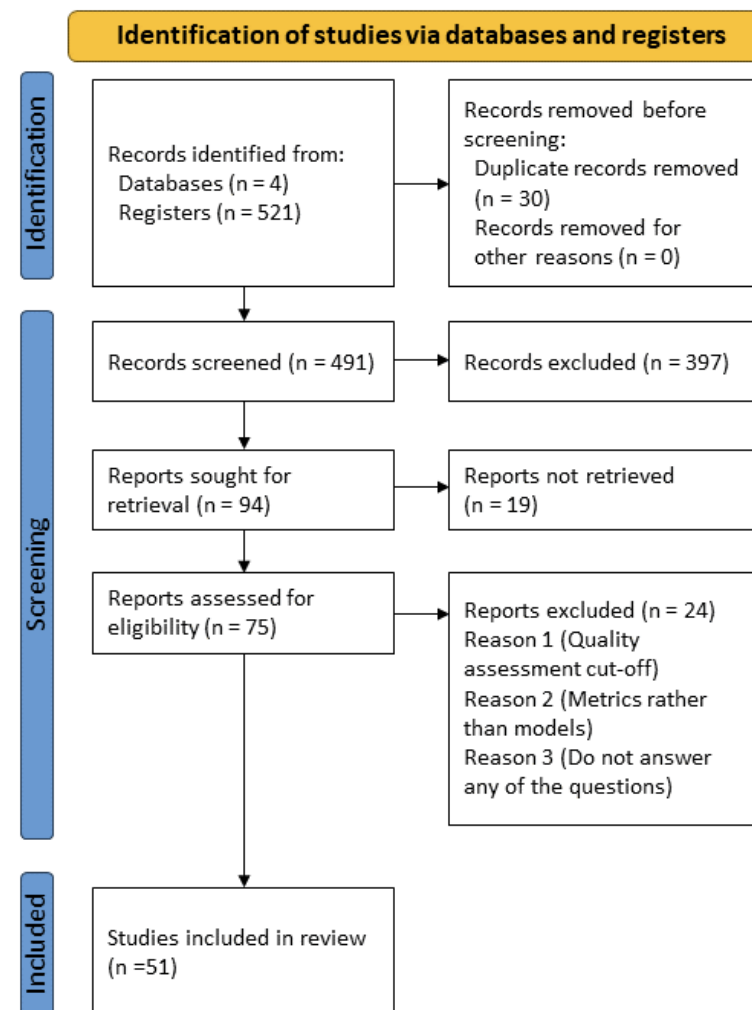 Identification of studies via databases and registers
Identification
Records identified from:
Databases (n = 4)
Registers (n = 521)
Records removed before
screening:
Duplicate records removed
(n = 30)
Records removed for
other reasons (n = 0)
Screening
Records screened (n = 491)
Records excluded (n = 397)
Reports sought for
retrieval (n = 94)
Reports not retrieved
(n = 19)
Reports assessed for
eligibility (n = 75)
Reports excluded (n = 24)
Reason 1 (Quality
assessment cut-off)
Reason 2 (Metrics rather
than models)
Reason 3 (Do not answer
any of the questions)
Included
Studies included in review
(n =51)